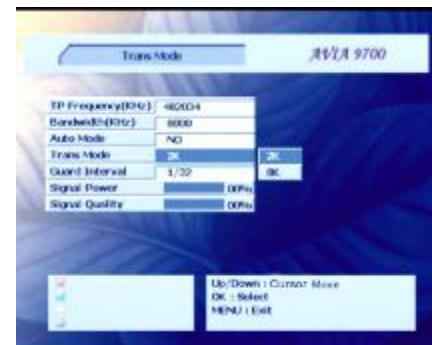 Trans Mode
AVIA 9700
TP Frequency(KHz) 482034
Bandwidth(KHz) 8000
Auto Mode NO
Trans Mode 2K 2K
Guard Interval 1/32 8K
Signal Power 00%
Signal Quality 00%
Up/Down : Cursor Move
OK : Select
MENU : Exit